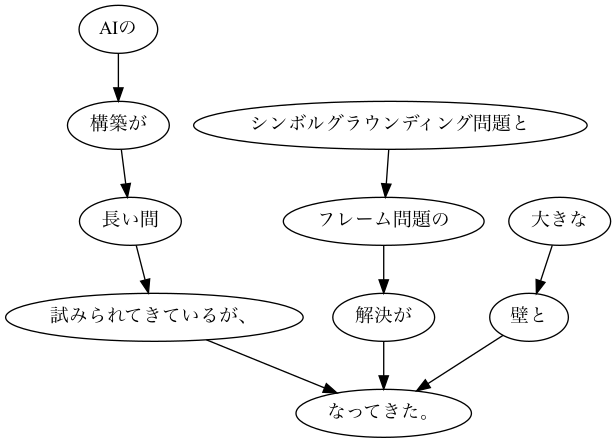 AIの
構築が
シンボルグラウンディング問題と
長い間
フレーム問題の
大きな
試みられてきているが、
解決が
壁と
なってきた。